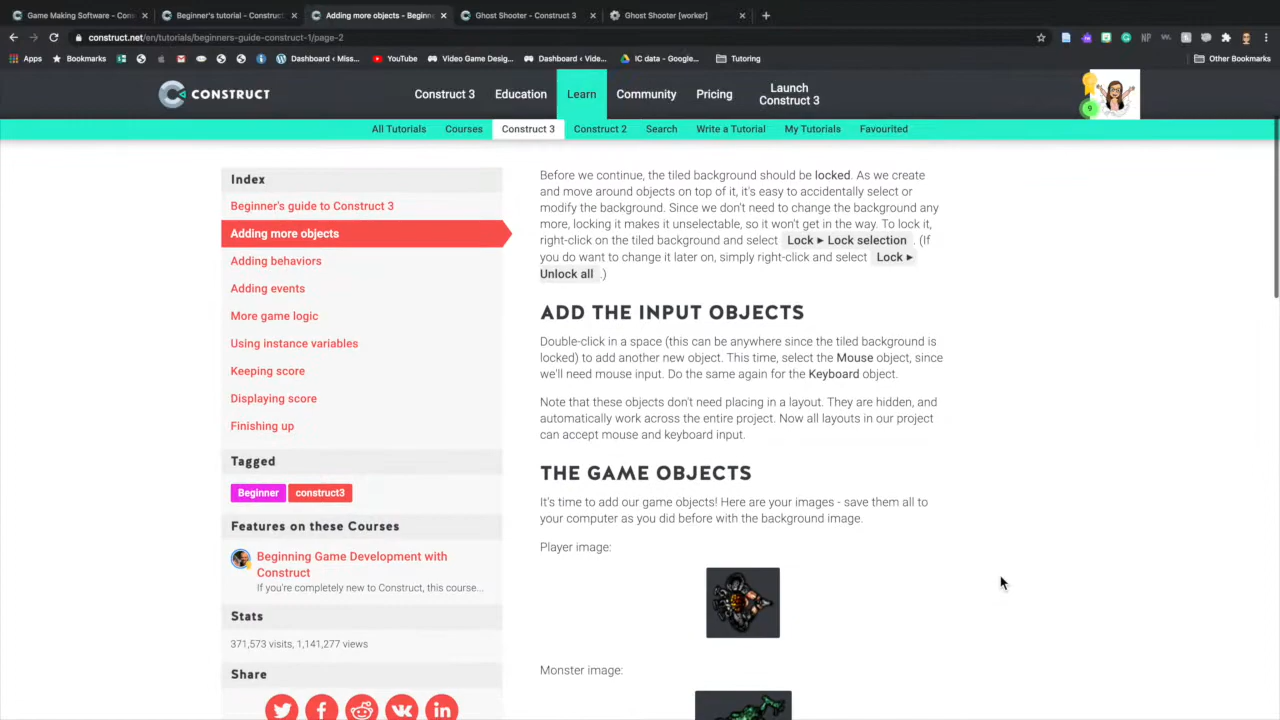 Game Making Software - Con
Beginner's tutorial - Construct
Adding more objects - Beginn
Ghost Shooter - Construct 3
Ghost Shooter [worker]
construct.net/en/tutorials/beginners-guide-construct-1/page-2
Apps
Bookmarks
Dashboard ‹ Miss...
YouTube
Video Game Desig...
Dashboard ‹ Vide...
IC data - Google...
Tutoring
Other Bookmarks
CONSTRUCT
Construct 3
Education
Learn
Community
Pricing
Launch
Construct 3
9
All Tutorials
Courses
Construct 3
Construct 2
Search
Write a Tutorial
My Tutorials
Favourited
Index
Beginner's guide to Construct 3
Adding more objects
Adding behaviors
Adding events
More game logic
Using instance variables
Keeping score
Displaying score
Finishing up
Tagged
Beginner
construct3
Features on these Courses
Beginning Game Development with
Construct
If you're completely new to Construct, this course...
Stats
371,573 visits, 1,141,277 views
Share
Before we continue, the tiled background should be locked. As we create
and move around objects on top of it, it's easy to accidentally select or
modify the background. Since we don't need to change the background any
more, locking it makes it unselectable, so it won't get in the way. To lock it,
right-click on the tiled background and select Lock ▸ Lock selection . (If
you do want to change it later on, simply right-click and select Lock ▸
Unlock all .)
ADD THE INPUT OBJECTS
Double-click in a space (this can be anywhere since the tiled background is
locked) to add another new object. This time, select the Mouse object, since
we'll need mouse input. Do the same again for the Keyboard object.
Note that these objects don't need placing in a layout. They are hidden, and
automatically work across the entire project. Now all layouts in our project
can accept mouse and keyboard input.
THE GAME OBJECTS
It's time to add our game objects! Here are your images - save them all to
your computer as you did before with the background image.
Player image:
Monster image: